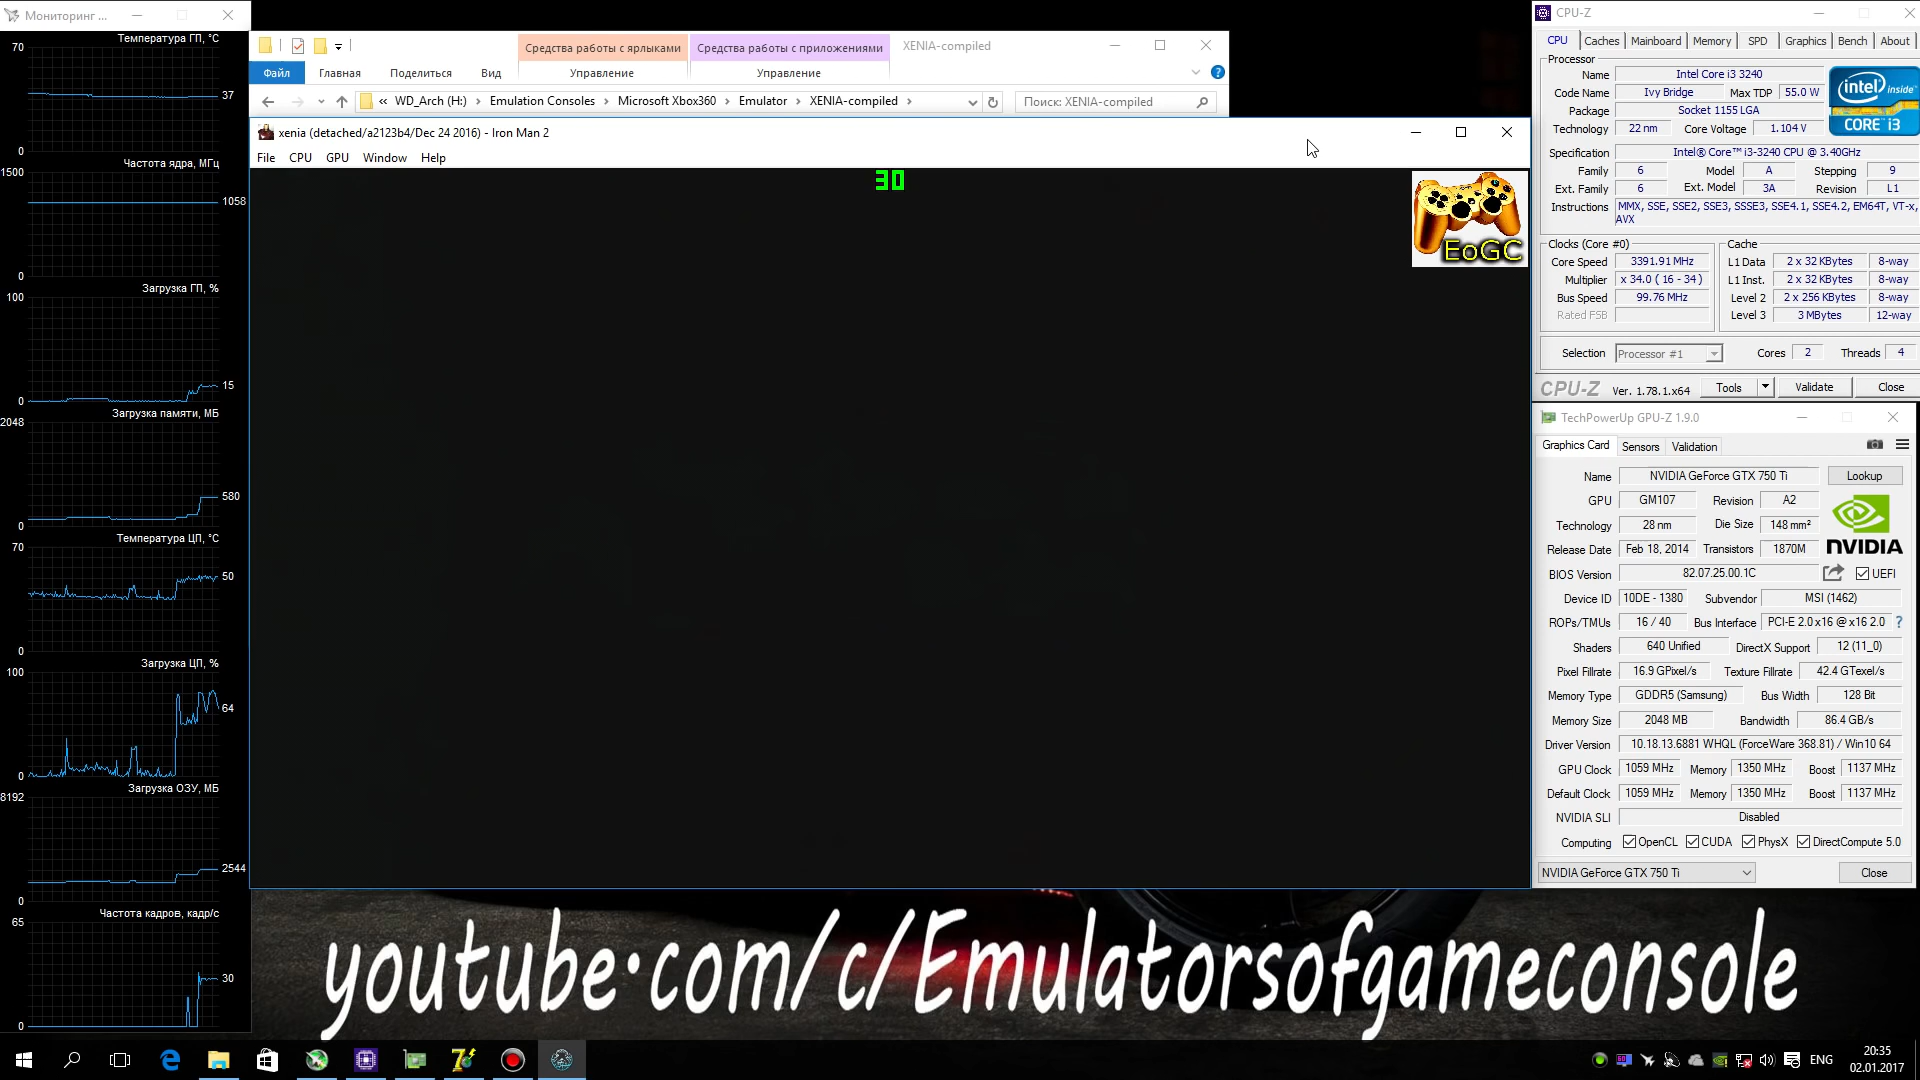 Мониторинг ...
Температура ГП, °C
70
37
0
Частота ядра, МГц
1500
1058
0
Загрузка ГП, %
100
15
0
Загрузка памяти, МБ
2048
580
0
Температура ЦП, °C
70
50
0
Загрузка ЦП, %
100
64
0
Загрузка ОЗУ, МБ
8192
2544
0
Частота кадров, кадр/с
65
30
0
Средства работы с ярлыками
Средства работы с приложениями
XENIA-compiled
Файл
Главная
Поделиться
Вид
Управление
Управление
« WD_Arch (H:) › Emulation Consoles › Microsoft Xbox360 › Emulator › XENIA-compiled ›
Поиск: XENIA-compiled
xenia (detached/a2123b4/Dec 24 2016) - Iron Man 2
File CPU GPU Window Help
30
EoGC
CPU-Z
CPU Caches Mainboard Memory SPD Graphics Bench About
Processor
Name Intel Core i3 3240
Code Name Ivy Bridge Max TDP 55.0 W
Package Socket 1155 LGA
Technology 22 nm Core Voltage 1.104 V
intel inside™
CORE i3
Specification Intel® Core™ i3-3240 CPU @ 3.40GHz
Family 6 Model A Stepping 9
Ext. Family 6 Ext. Model 3A Revision L1
Instructions MMX, SSE, SSE2, SSE3, SSSE3, SSE4.1, SSE4.2, EM64T, VT-x,
AVX
Clocks (Core #0)
Core Speed 3391.91 MHz
Multiplier x 34.0 ( 16 - 34 )
Bus Speed 99.76 MHz
Rated FSB
Cache
L1 Data 2 x 32 KBytes 8-way
L1 Inst. 2 x 32 KBytes 8-way
Level 2 2 x 256 KBytes 8-way
Level 3 3 MBytes 12-way
Selection Processor #1 Cores 2 Threads 4
CPU-Z Ver. 1.78.1.x64 Tools Validate Close
TechPowerUp GPU-Z 1.9.0
Graphics Card Sensors Validation
Name NVIDIA GeForce GTX 750 Ti Lookup
GPU GM107 Revision A2
Technology 28 nm Die Size 148 mm²
Release Date Feb 18, 2014 Transistors 1870M
NVIDIA
BIOS Version 82.07.25.00.1C UEFI
Device ID 10DE - 1380 Subvendor MSI (1462)
ROPs/TMUs 16 / 40 Bus Interface PCI-E 2.0 x16 @ x16 2.0 ?
Shaders 640 Unified DirectX Support 12 (11_0)
Pixel Fillrate 16.9 GPixel/s Texture Fillrate 42.4 GTexel/s
Memory Type GDDR5 (Samsung) Bus Width 128 Bit
Memory Size 2048 MB Bandwidth 86.4 GB/s
Driver Version 10.18.13.6881 WHQL (ForceWare 368.81) / Win10 64
GPU Clock 1059 MHz Memory 1350 MHz Boost 1137 MHz
Default Clock 1059 MHz Memory 1350 MHz Boost 1137 MHz
NVIDIA SLI Disabled
Computing OpenCL CUDA PhysX DirectCompute 5.0
NVIDIA GeForce GTX 750 Ti Close
youtube.com/c/Emulatorsofgameconsole
ENG
20:35
02.01.2017